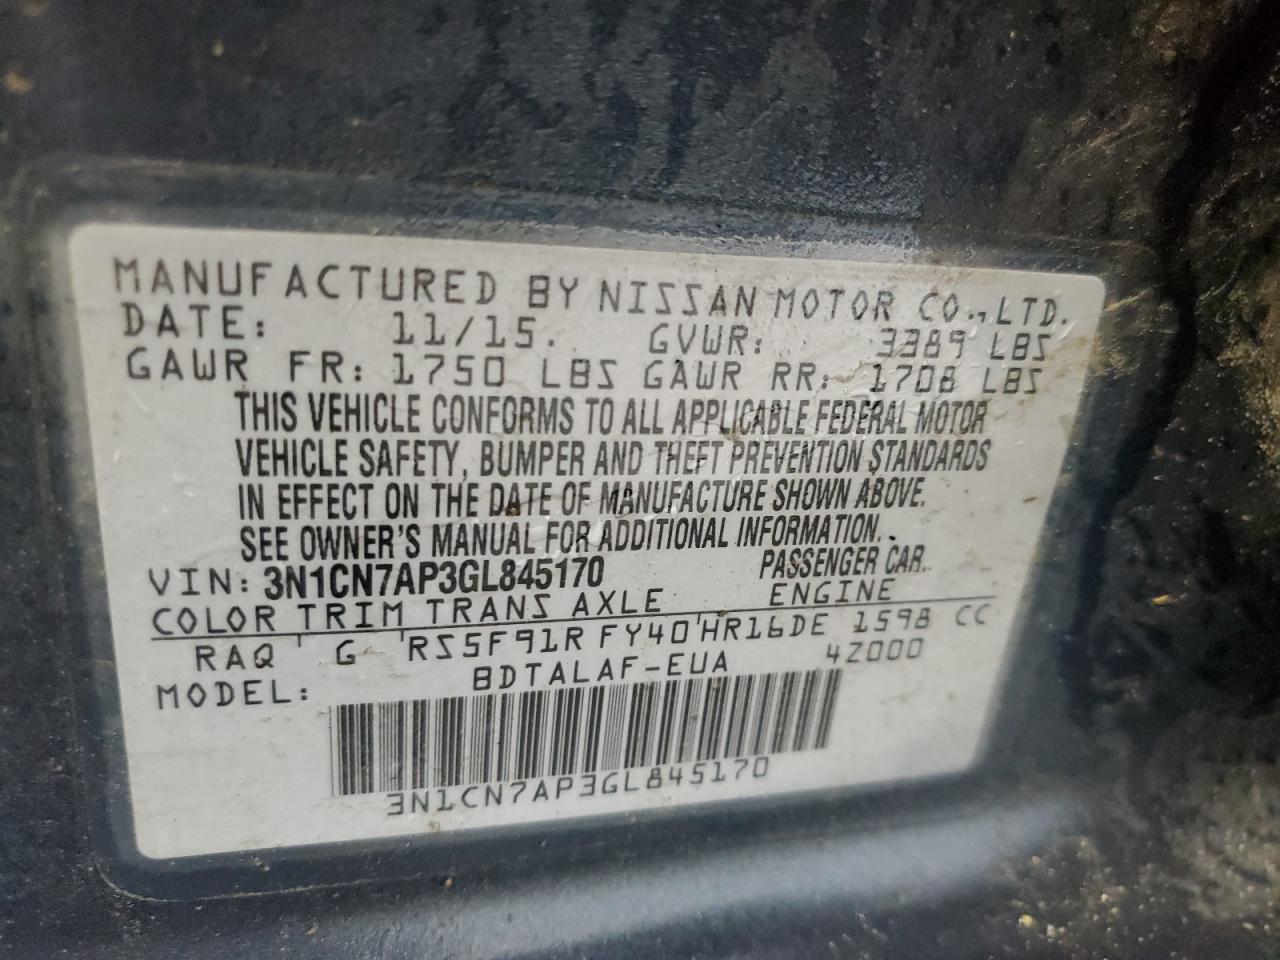 MANUFACTURED BY NISSAN MOTOR CO., LTD.
DATE: 11/15. GVWR: 3389 LBS
GAWR FR: 1750 LBS GAWR RR: 1708 LBS
THIS VEHICLE CONFORMS TO ALL APPLICABLE FEDERAL MOTOR
VEHICLE SAFETY, BUMPER AND THEFT PREVENTION STANDARDS
IN EFFECT ON THE DATE OF MANUFACTURE SHOWN ABOVE.
SEE OWNER'S MANUAL FOR ADDITIONAL INFORMATION.
VIN: 3N1CN7AP3GL845170 PASSENGER CAR.
COLOR TRIM TRANS AXLE ENGINE
RAQ G RS5F91R FY40 HR16DE 1598 CC
MODEL: BDTALAF-EUA 4Z000
3N1CN7AP3GL845170